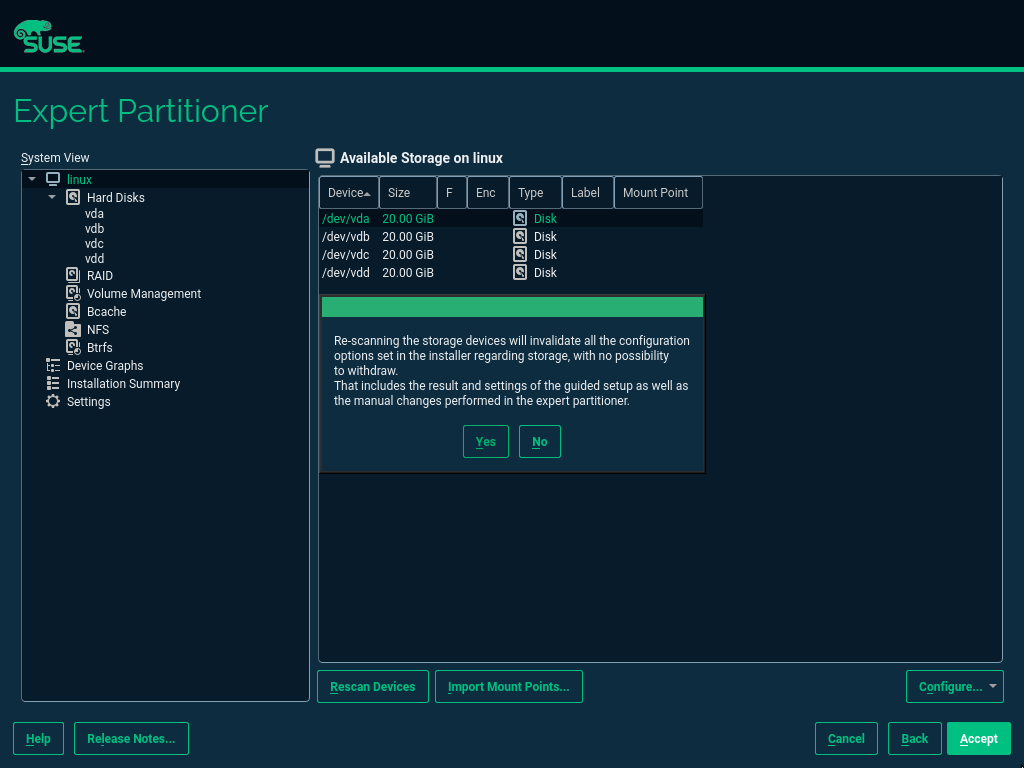 SUSE
Expert Partitioner
System View
linux
Hard Disks
vda
vdb
vdc
vdd
RAID
Volume Management
Bcache
NFS
Btrfs
Device Graphs
Installation Summary
Settings
Available Storage on linux
Device Size F Enc Type Label Mount Point
/dev/vda 20.00 GiB Disk
/dev/vdb 20.00 GiB Disk
/dev/vdc 20.00 GiB Disk
/dev/vdd 20.00 GiB Disk
Re-scanning the storage devices will invalidate all the configuration
options set in the installer regarding storage, with no possibility
to withdraw.
That includes the result and settings of the guided setup as well as
the manual changes performed in the expert partitioner.
Yes No
Rescan Devices Import Mount Points... Configure...
Help Release Notes... Cancel Back Accept